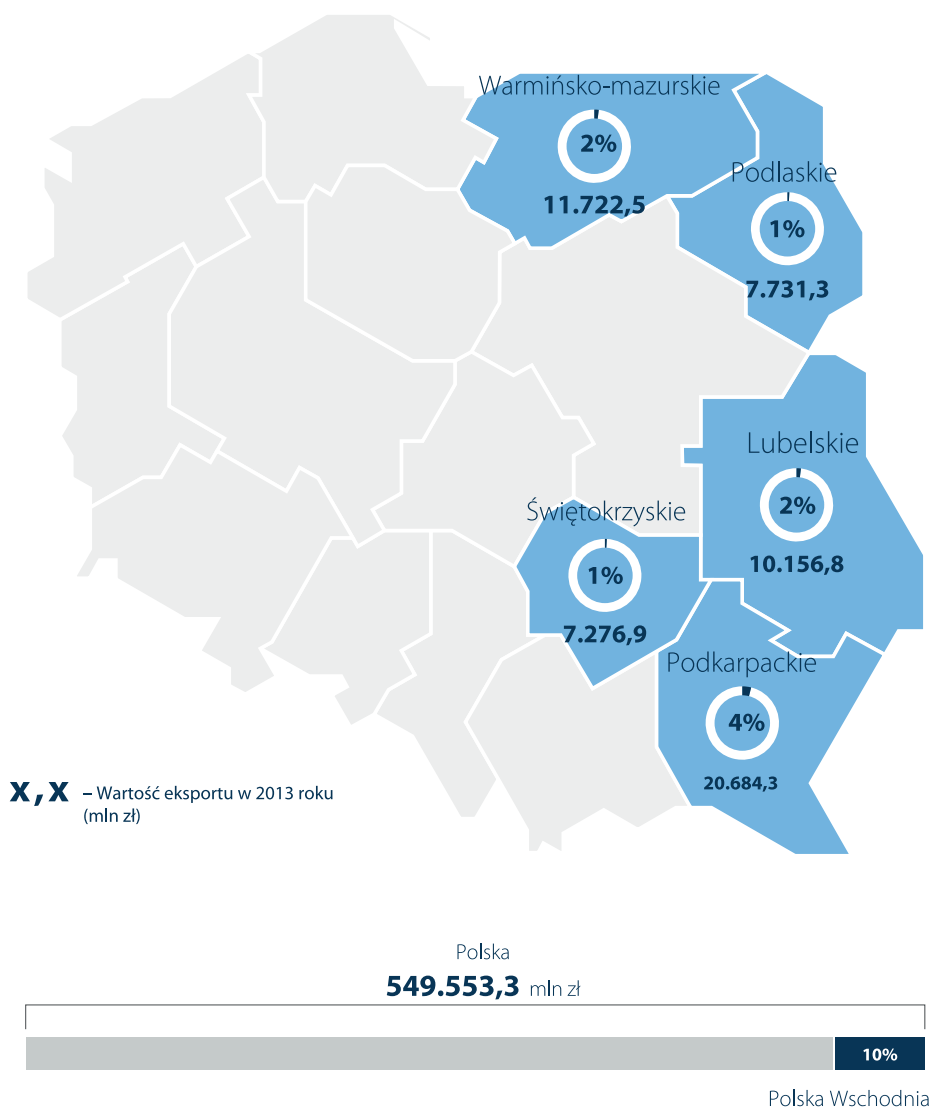 Warmińsko-mazurskie
2%
11.722,5
Podlaskie
1%
7.731,3
Lubelskie
2%
10.156,8
Świętokrzyskie
1%
7.276,9
Podkarpackie
4%
20.684,3
x,x – Wartość eksportu w 2013 roku
(mln zł)
Polska
549.553,3 mln zł
10%
Polska Wschodnia